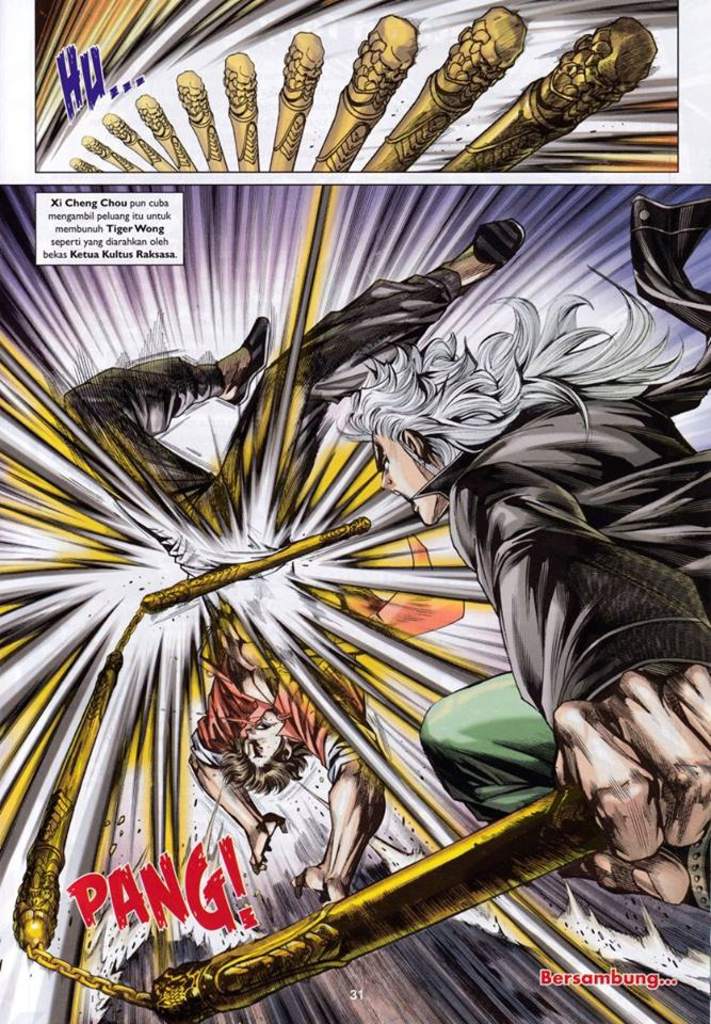 HU...
Xi Cheng Chou pun cuba
mengambil peluang itu untuk
membunuh Tiger Wong
seperti yang diarahkan oleh
bekas Ketua Kultus Raksasa.
PANG!
Bersambung...
31